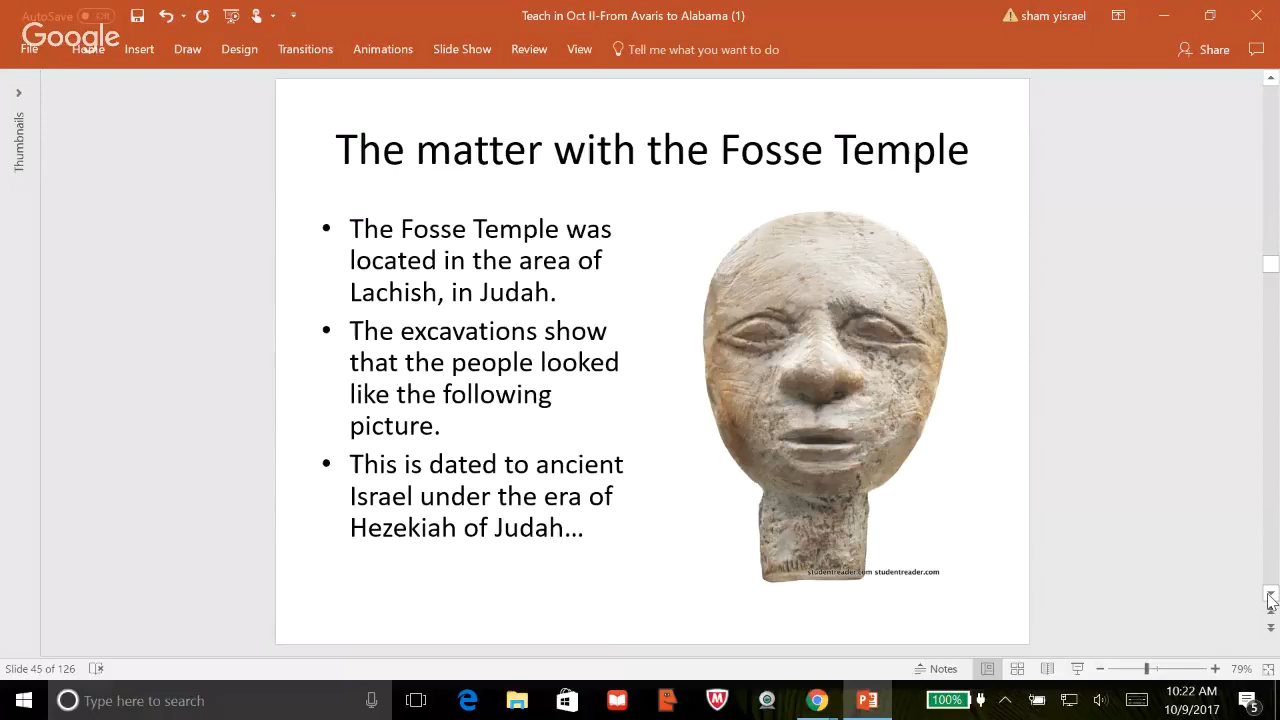 AutoSave Off
Teach in Oct II-From Avaris to Alabama (1)
sham yisrael
Google
File Home Insert Draw Design Transitions Animations Slide Show Review View Tell me what you want to do
Share
Thumbnails
The matter with the Fosse Temple
• The Fosse Temple was
located in the area of
Lachish, in Judah.
• The excavations show
that the people looked
like the following
picture.
• This is dated to ancient
Israel under the era of
Hezekiah of Judah…
studentreader.com studentreader.com
Slide 45 of 126
Notes
79%
Type here to search
100%
10:22 AM
10/9/2017
5